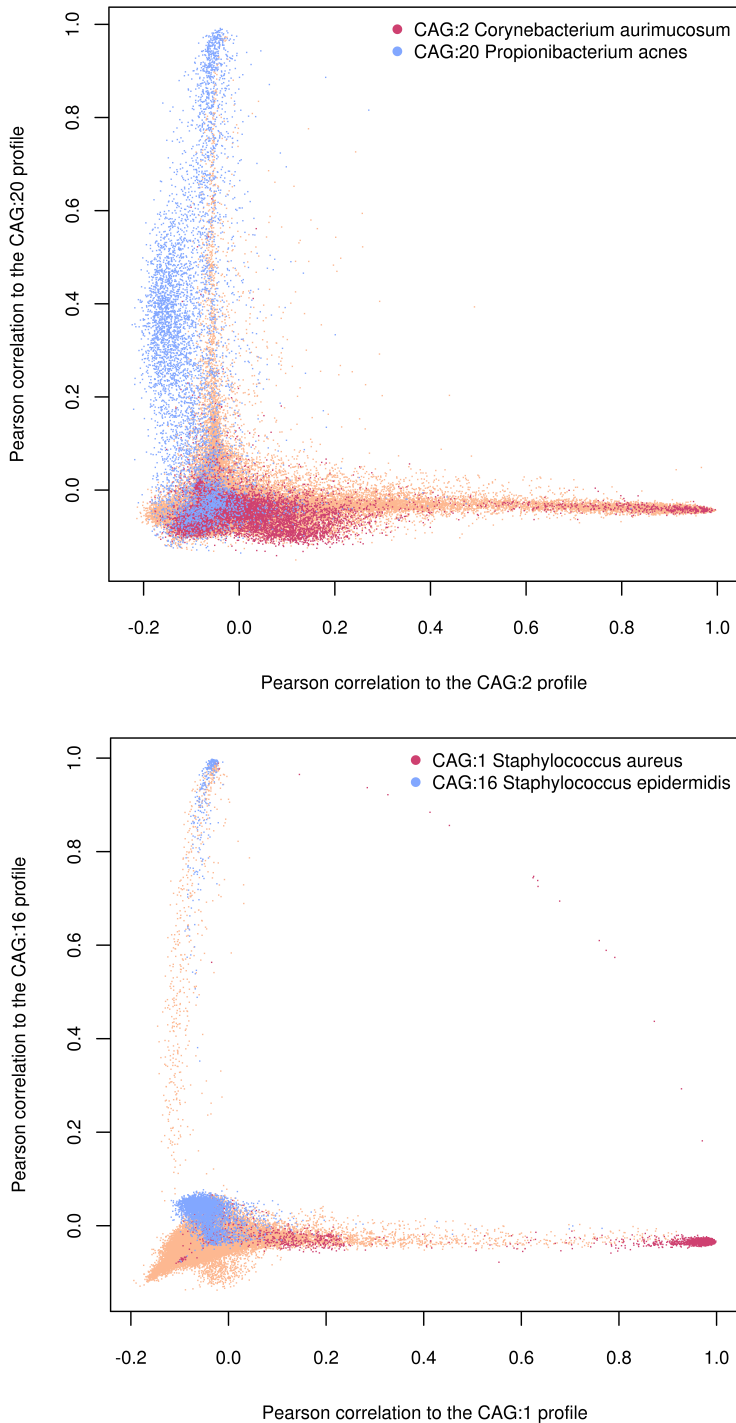 CAG:2 Corynebacterium aurimucosum
CAG:20 Propionibacterium acnes
Pearson correlation to the CAG:20 profile
1.0
0.8
0.6
0.4
0.2
0.0
-0.2 0.0 0.2 0.4 0.6 0.8 1.0
Pearson correlation to the CAG:2 profile
CAG:1 Staphylococcus aureus
CAG:16 Staphylococcus epidermidis
Pearson correlation to the CAG:16 profile
1.0
0.8
0.6
0.4
0.2
0.0
-0.2 0.0 0.2 0.4 0.6 0.8 1.0
Pearson correlation to the CAG:1 profile